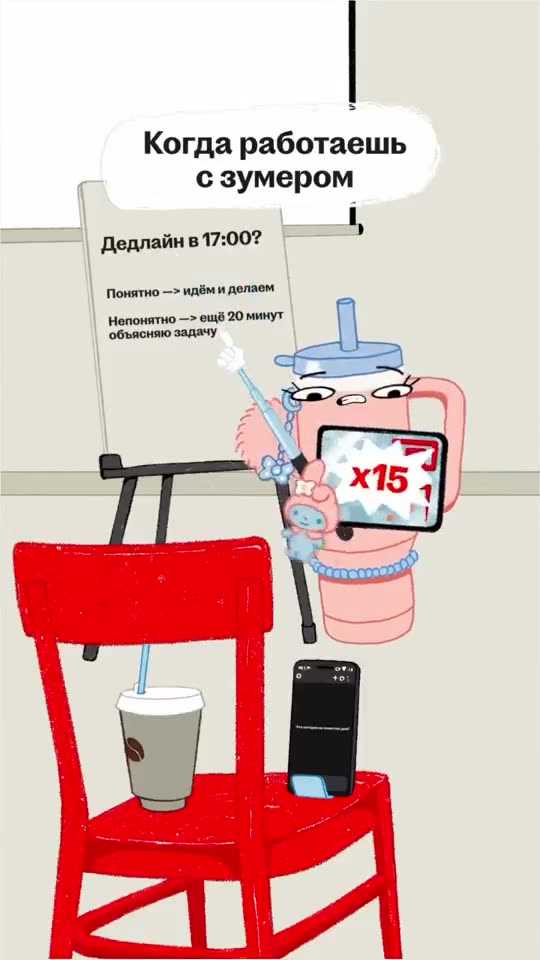 Когда работаешь
с зумером
Дедлайн в 17:00?
Понятно —> идём и делаем
Непонятно —> ещё 20 минут
объясняю задачу
x15